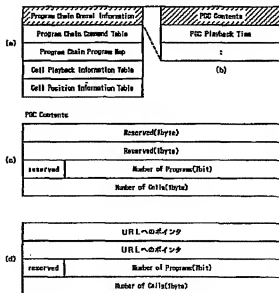 Program Chain General Information
Program Chain Command Table
Program Chain Program Map
Cell Playback Information Table
Cell Position Information Table
(a)
PGC Contents
PGC Playback Time
:
(b)
PGC Contents
Reserved(1byte)
Reserved(1byte)
reserved Number of Program(7bit)
Number of Cells(1byte)
(c)
URLへのポインタ
URLへのポインタ
reserved Number of Program(7bit)
Number of Cells(1byte)
(d)